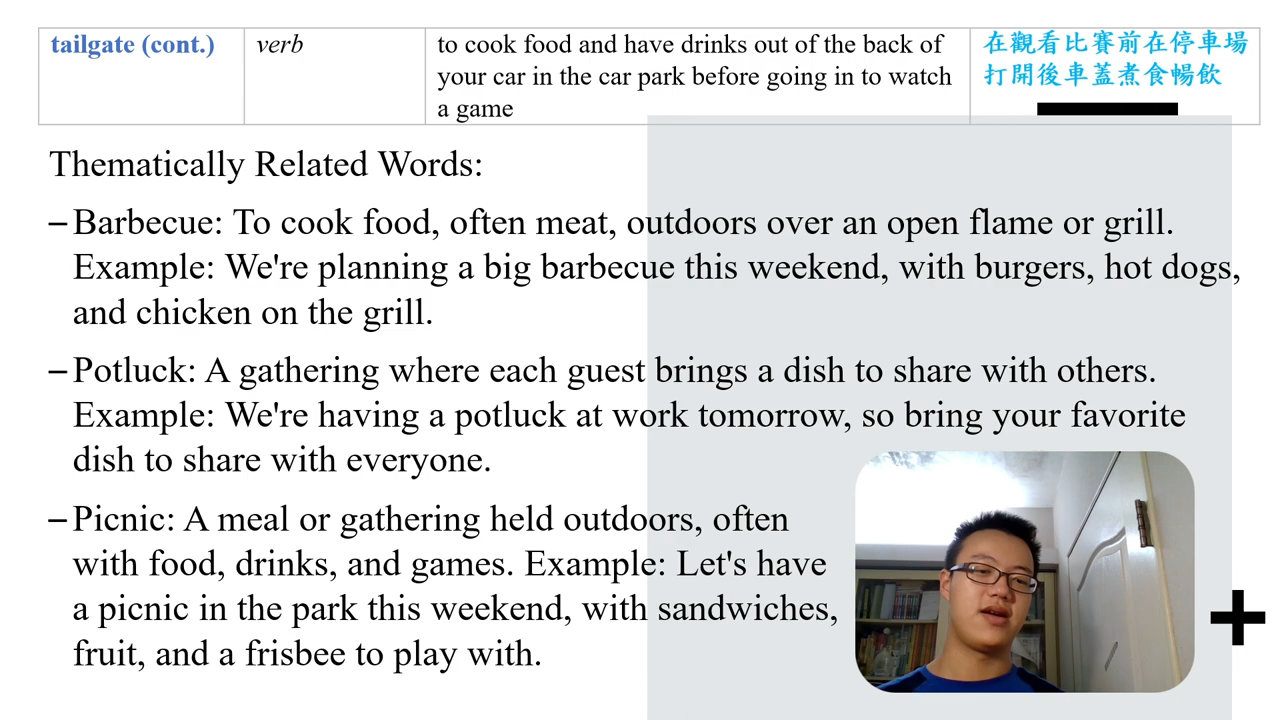 tailgate (cont.)
verb
to cook food and have drinks out of the back of
your car in the car park before going in to watch
a game
在觀看比賽前在停車場
打開後車蓋煮食暢飲
Thematically Related Words:
–Barbecue: To cook food, often meat, outdoors over an open flame or grill.
Example: We're planning a big barbecue this weekend, with burgers, hot dogs,
and chicken on the grill.
–Potluck: A gathering where each guest brings a dish to share with others.
Example: We're having a potluck at work tomorrow, so bring your favorite
dish to share with everyone.
–Picnic: A meal or gathering held outdoors, often
with food, drinks, and games. Example: Let's have
a picnic in the park this weekend, with sandwiches,
fruit, and a frisbee to play with.